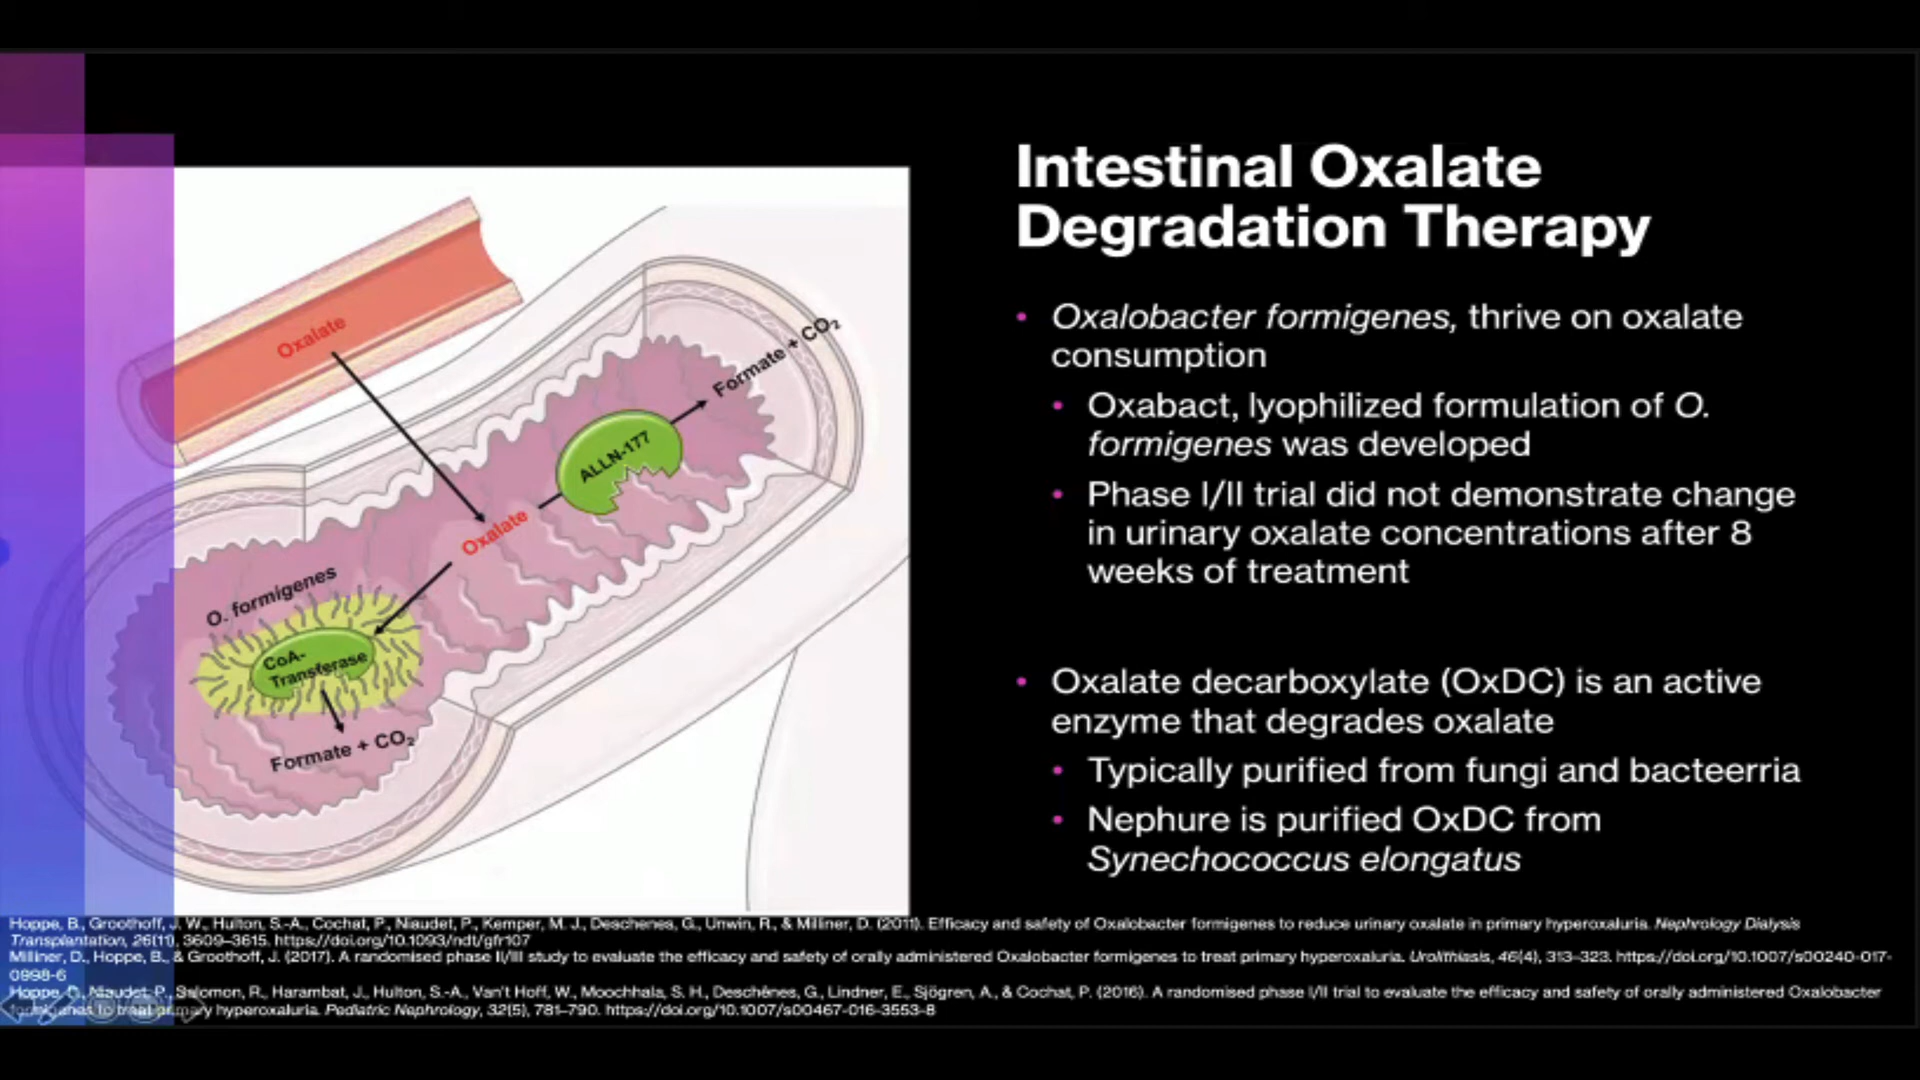 Intestinal Oxalate
Degradation Therapy
• Oxalobacter formigenes, thrive on oxalate
consumption
• Oxabact, lyophilized formulation of O.
formigenes was developed
• Phase I/II trial did not demonstrate change
in urinary oxalate concentrations after 8
weeks of treatment
• Oxalate decarboxylate (OxDC) is an active
enzyme that degrades oxalate
• Typically purified from fungi and bacteerria
• Nephure is purified OxDC from
Synechococcus elongatus
Oxalate
Formate + CO₂
ALLN-177
Oxalate
O. formigenes
CoA-
Transferase
Formate + CO₂
Hoppe, B., Groothoff, J. W., Hulton, S.-A., Cochat, P., Niaudet, P., Kemper, M. J., Deschenes, G., Unwin, R., & Milliner, D. (2011). Efficacy and safety of Oxalobacter formigenes to reduce urinary oxalate in primary hyperoxaluria. Nephrology Dialysis
Transplantation, 26(11), 3609–3615. https://doi.org/10.1093/ndt/gfr107
Milliner, D., Hoppe, B., & Groothoff, J. (2017). A randomised phase II/III study to evaluate the efficacy and safety of orally administered Oxalobacter formigenes to treat primary hyperoxaluria. Urolithiasis, 46(4), 313–323. https://doi.org/10.1007/s00240-017-
0998-6
Hoppe, B., Niaudet, P., Salomon, R., Harambat, J., Hulton, S.-A., Van't Hoff, W., Moochhala, S. H., Deschênes, G., Lindner, E., Sjögren, A., & Cochat, P. (2016). A randomised phase I/II trial to evaluate the efficacy and safety of orally administered Oxalobacter
formigenes to treat primary hyperoxaluria. Pediatric Nephrology, 32(5), 781–790. https://doi.org/10.1007/s00467-016-3553-8